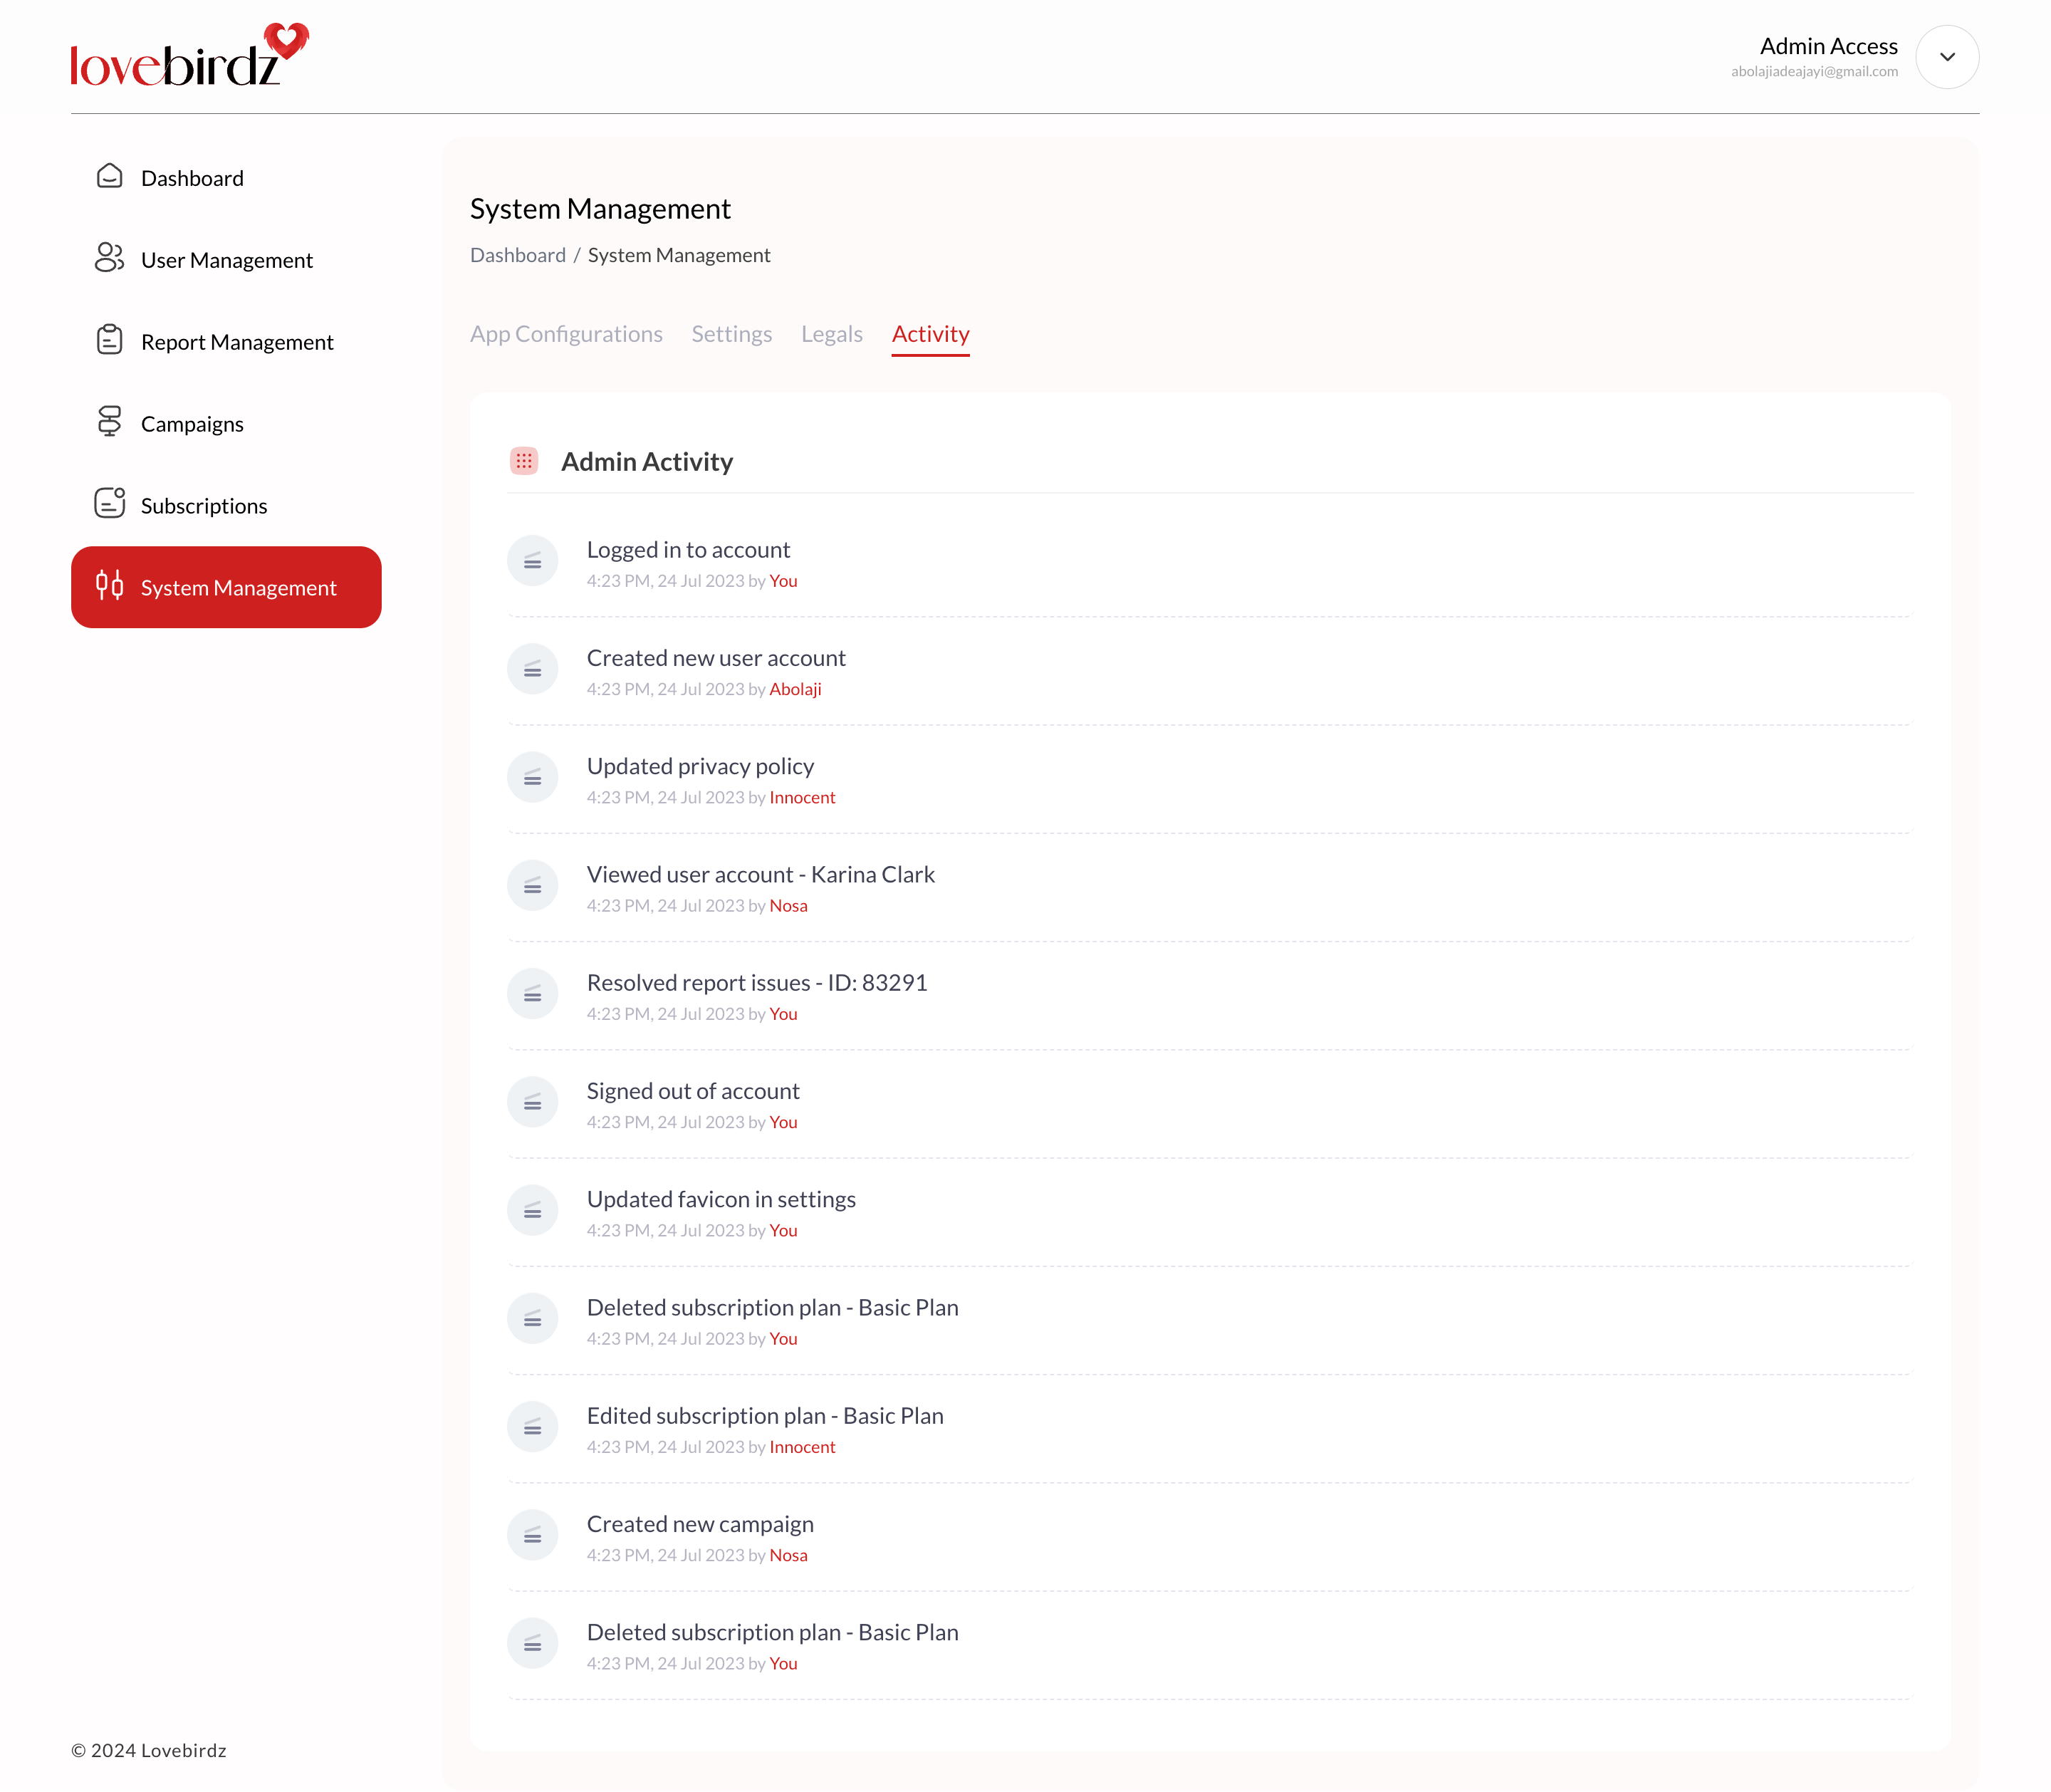 lovebirdz
Admin Access
abolajiadeajayi@gmail.com
Dashboard
User Management
Report Management
Campaigns
Subscriptions
System Management
System Management
Dashboard / System Management
App Configurations Settings Legals Activity
Admin Activity
Logged in to account
4:23 PM, 24 Jul 2023 by You
Created new user account
4:23 PM, 24 Jul 2023 by Abolaji
Updated privacy policy
4:23 PM, 24 Jul 2023 by Innocent
Viewed user account - Karina Clark
4:23 PM, 24 Jul 2023 by Nosa
Resolved report issues - ID: 83291
4:23 PM, 24 Jul 2023 by You
Signed out of account
4:23 PM, 24 Jul 2023 by You
Updated favicon in settings
4:23 PM, 24 Jul 2023 by You
Deleted subscription plan - Basic Plan
4:23 PM, 24 Jul 2023 by You
Edited subscription plan - Basic Plan
4:23 PM, 24 Jul 2023 by Innocent
Created new campaign
4:23 PM, 24 Jul 2023 by Nosa
Deleted subscription plan - Basic Plan
4:23 PM, 24 Jul 2023 by You
© 2024 Lovebirdz